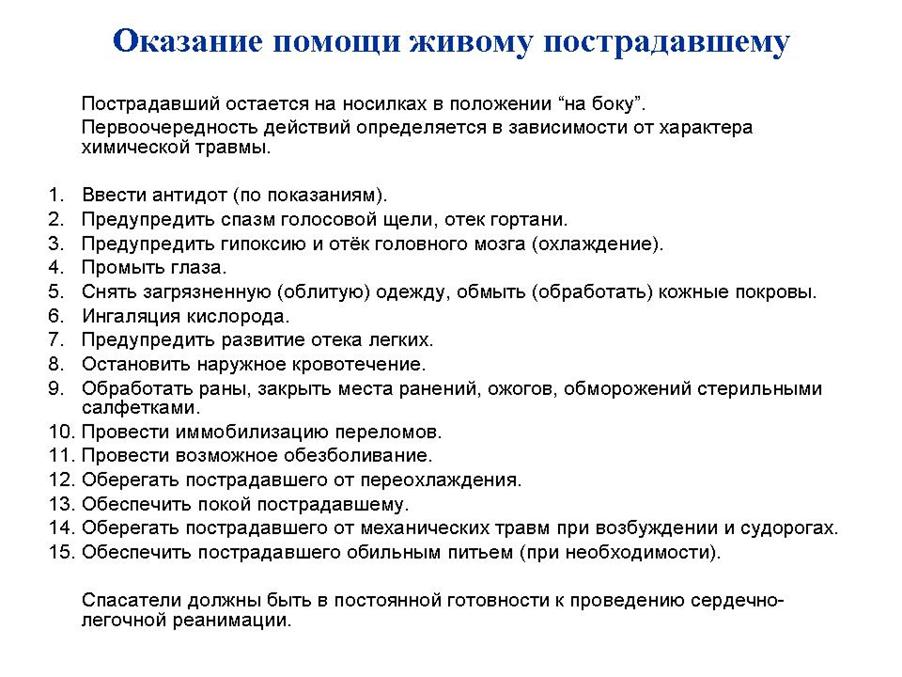 Оказание помощи живому пострадавшему
Пострадавший остается на носилках в положении “на боку”.
Первоочередность действий определяется в зависимости от характера
химической травмы.
1. Ввести антидот (по показаниям).
2. Предупредить спазм голосовой щели, отек гортани.
3. Предупредить гипоксию и отёк головного мозга (охлаждение).
4. Промыть глаза.
5. Снять загрязненную (облитую) одежду, обмыть (обработать) кожные покровы.
6. Ингаляция кислорода.
7. Предупредить развитие отека легких.
8. Остановить наружное кровотечение.
9. Обработать раны, закрыть места ранений, ожогов, обморожений стерильными
салфетками.
10. Провести иммобилизацию переломов.
11. Провести возможное обезболивание.
12. Оберегать пострадавшего от переохлаждения.
13. Обеспечить покой пострадавшему.
14. Оберегать пострадавшего от механических травм при возбуждении и судорогах.
15. Обеспечить пострадавшего обильным питьем (при необходимости).
Спасатели должны быть в постоянной готовности к проведению сердечно-
легочной реанимации.